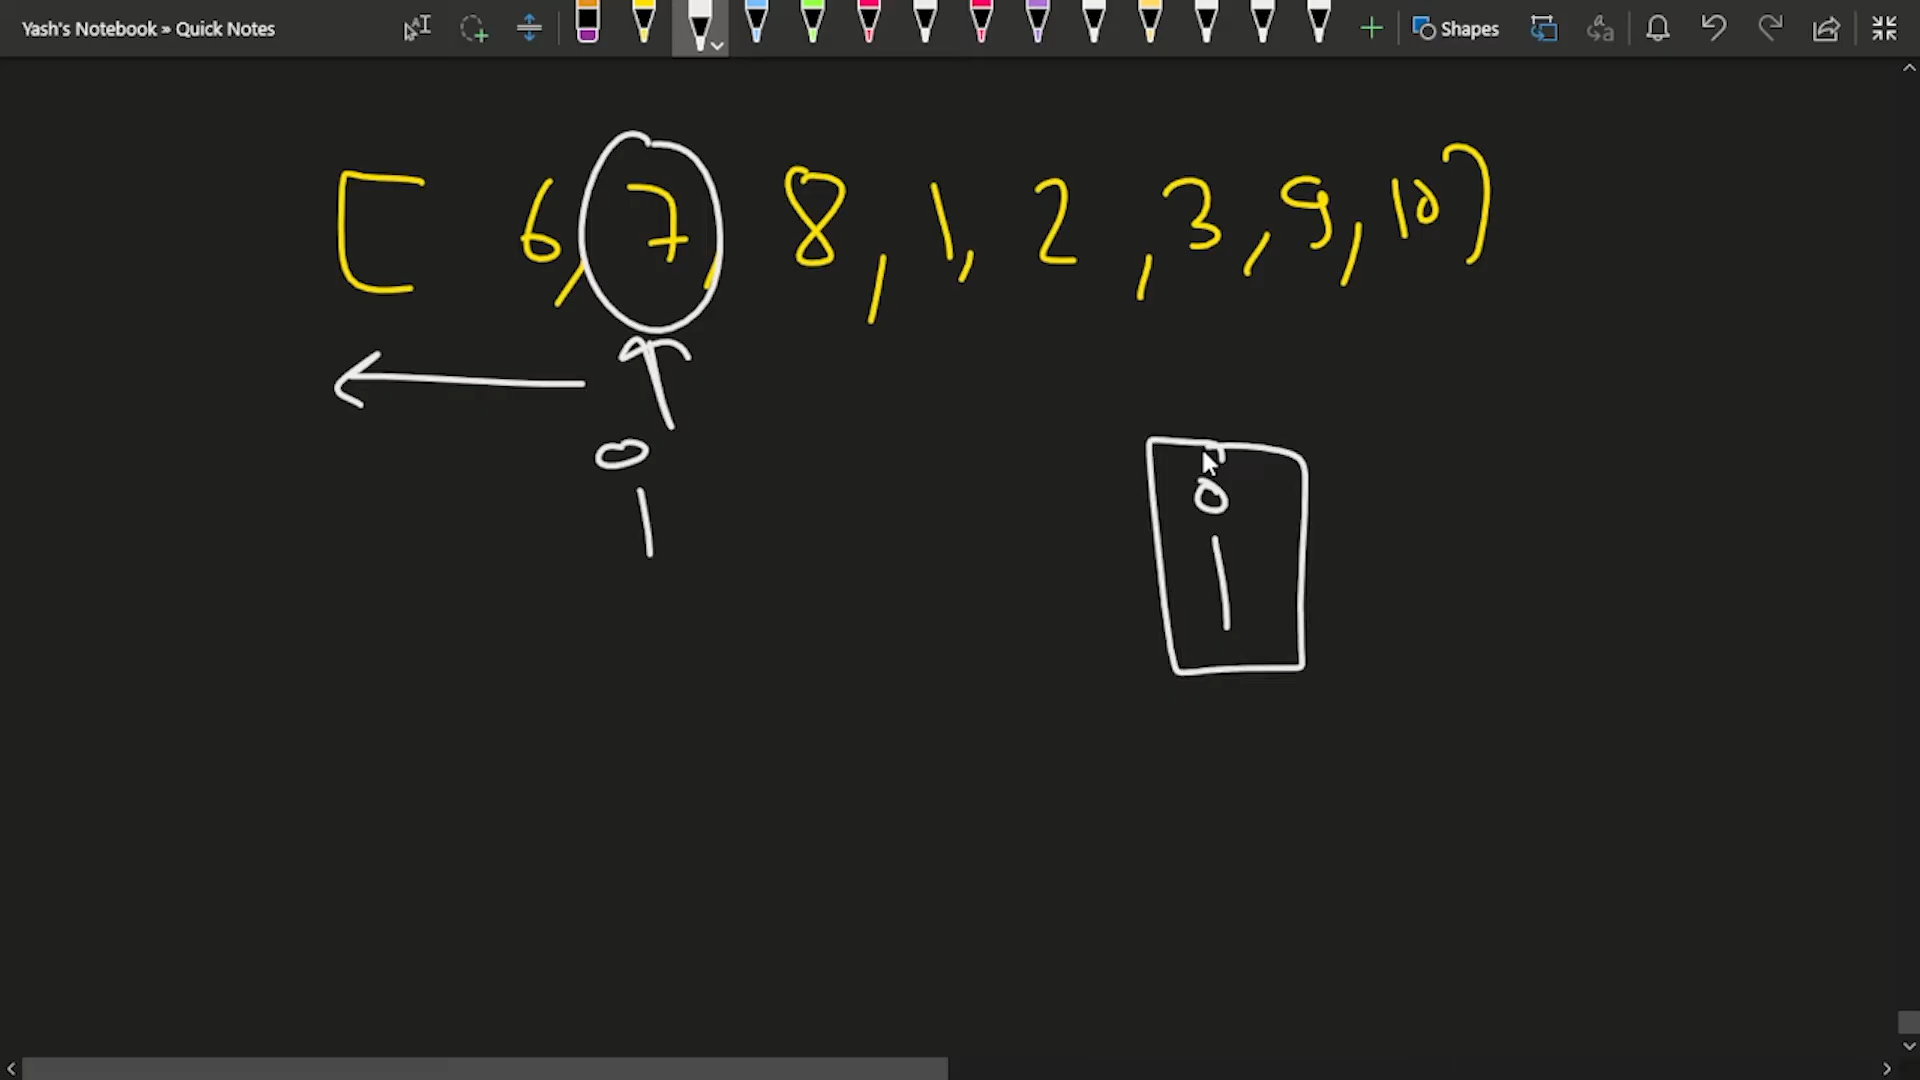 Yash's Notebook » Quick Notes
Shapes
[ 6, 7, 8, 1, 2, 3, 9, 10]
0
1
0
1